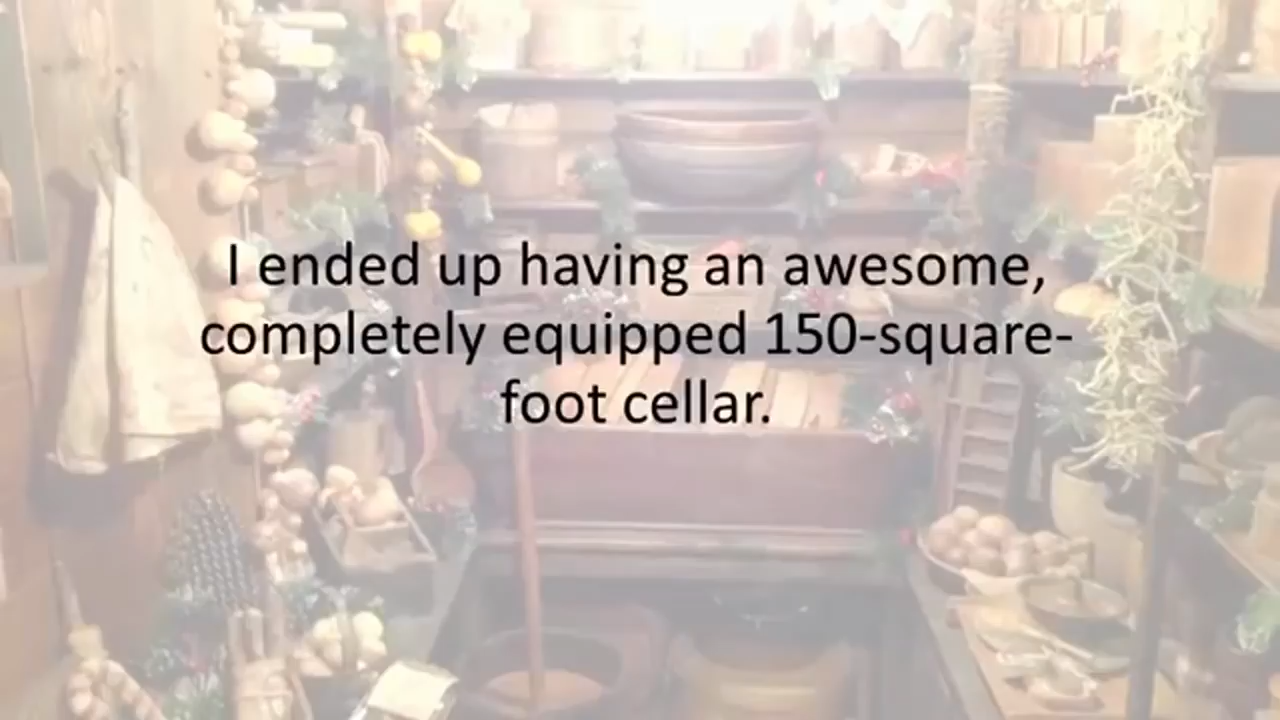 I ended up having an awesome,
completely equipped 150-square-
foot cellar.